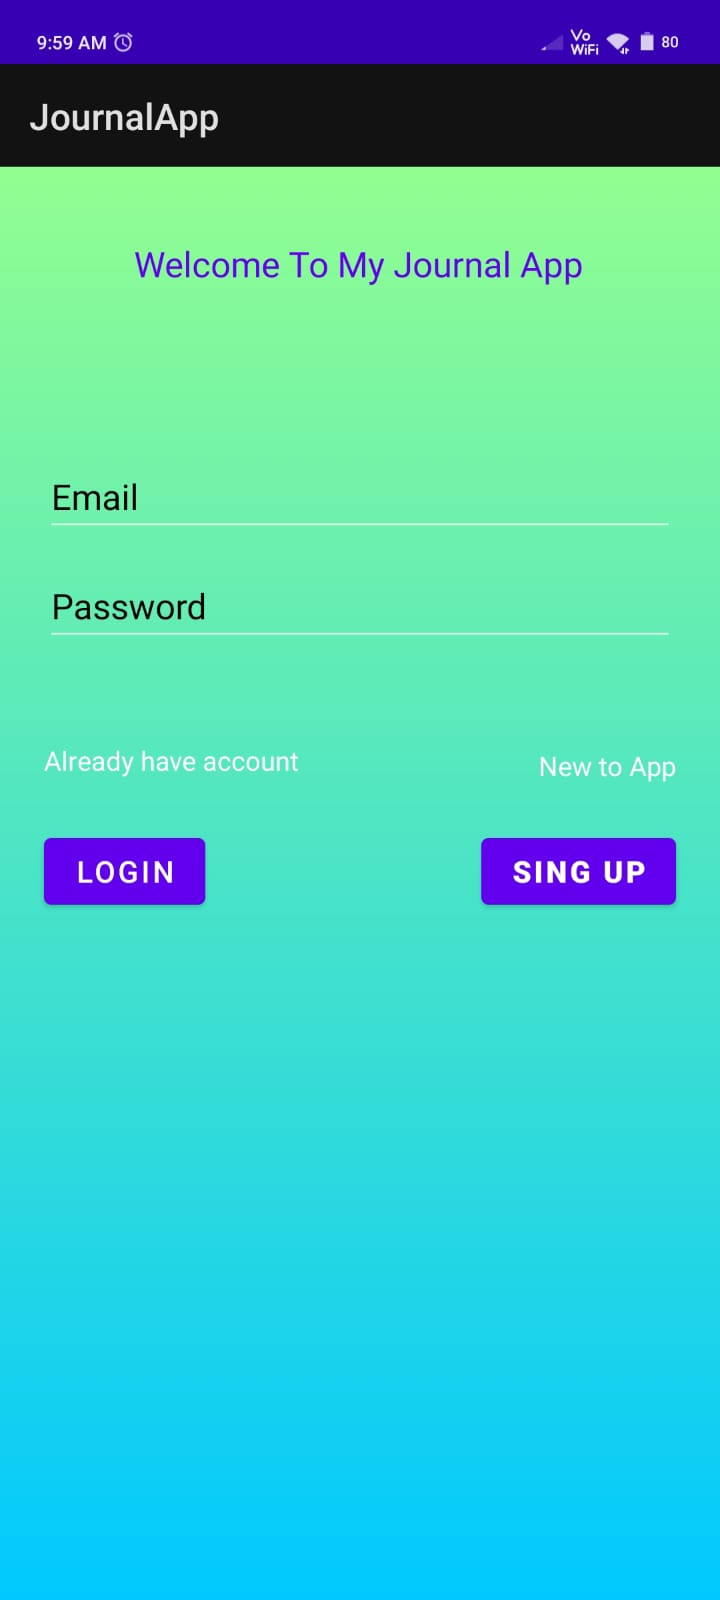 9:59 AM
Vo
WiFi
80
JournalApp
Welcome To My Journal App
Email
Password
Already have account
New to App
LOGIN
SING UP